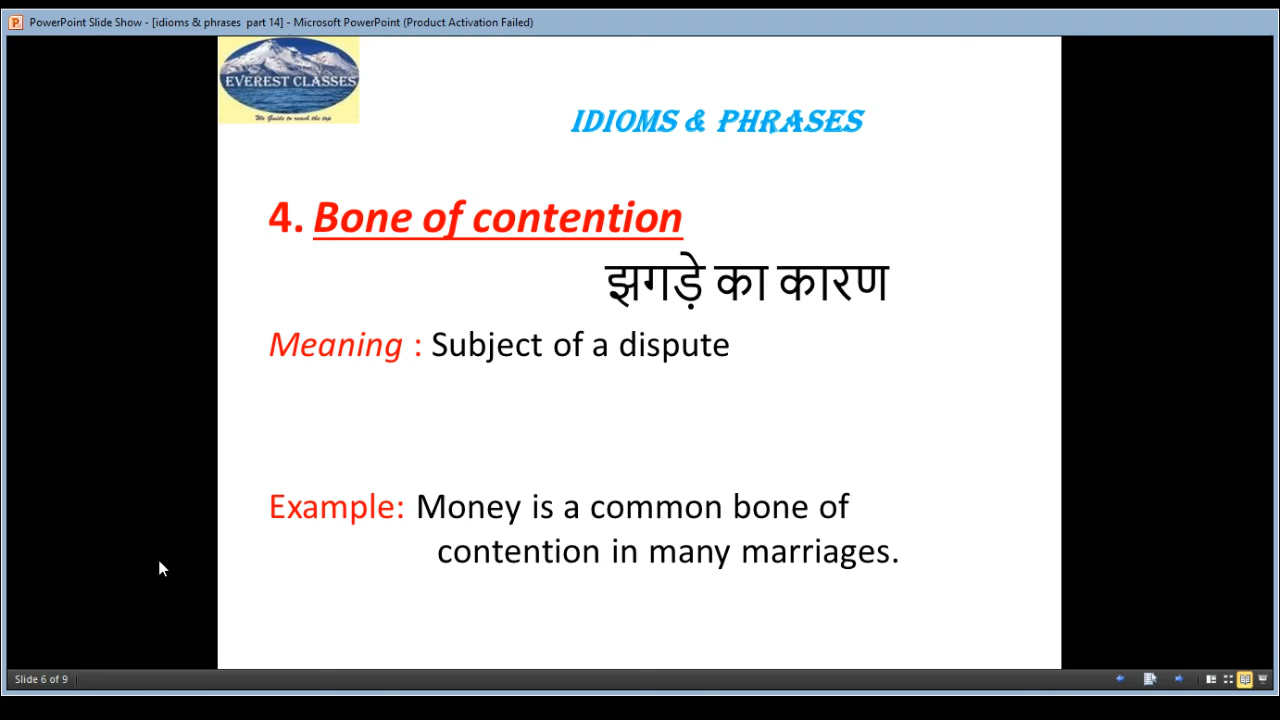 PowerPoint Slide Show - [idioms & phrases  part 14] - Microsoft PowerPoint (Product Activation Failed)
EVEREST CLASSES
We Guide to reach the top
IDIOMS & PHRASES
4. Bone of contention
झगड़े का कारण
Meaning : Subject of a dispute
Example: Money is a common bone of
contention in many marriages.
Slide 6 of 9